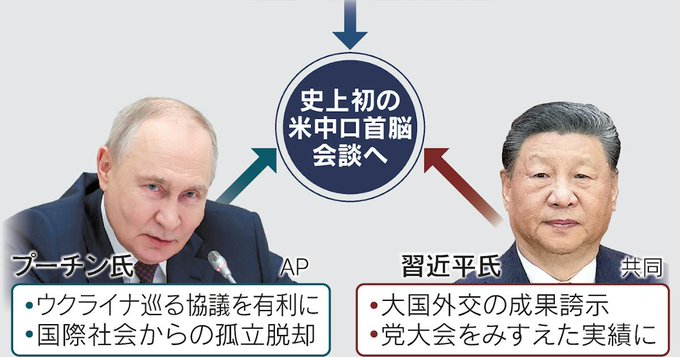 史上初の
米中ロ首脳
会談へ
プーチン氏
AP
習近平氏
共同
・ウクライナ巡る協議を有利に
・国際社会からの孤立脱却
・大国外交の成果誇示
・党大会をみすえた実績に